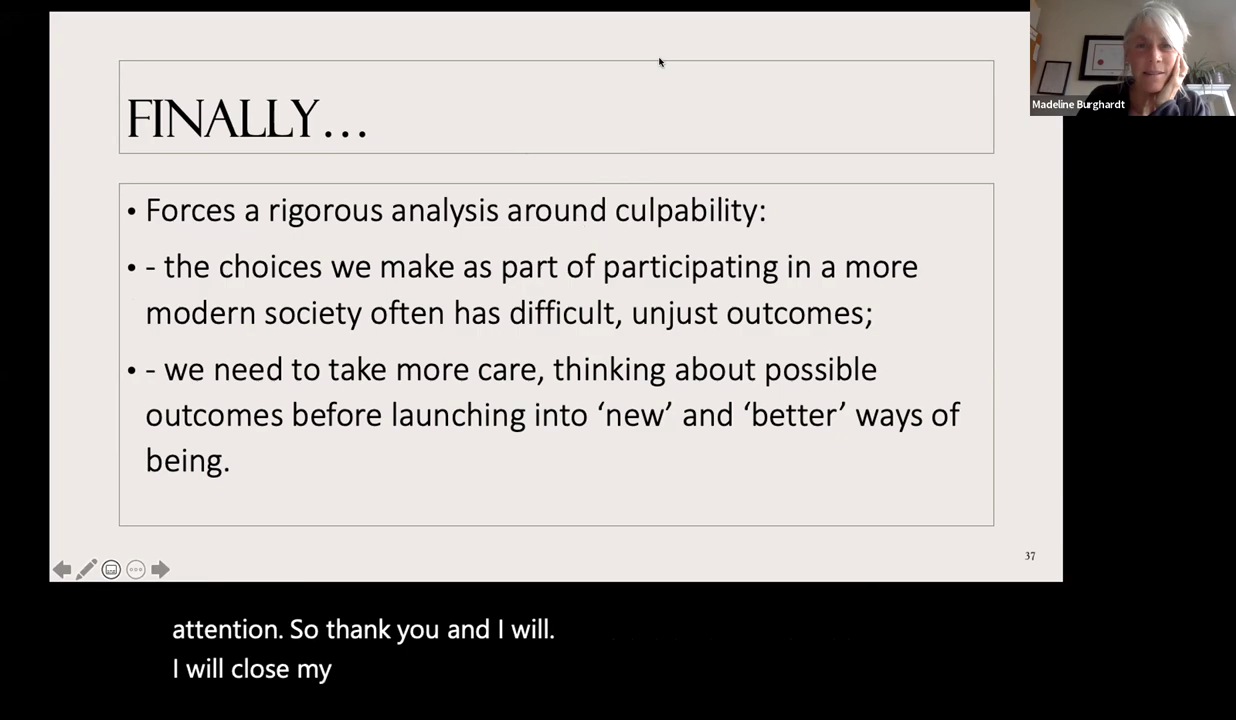 FINALLY...
• Forces a rigorous analysis around culpability:
• - the choices we make as part of participating in a more
modern society often has difficult, unjust outcomes;
• - we need to take more care, thinking about possible
outcomes before launching into ‘new’ and ‘better’ ways of
being.
37
Madeline Burghardt
attention. So thank you and I will.
I will close my